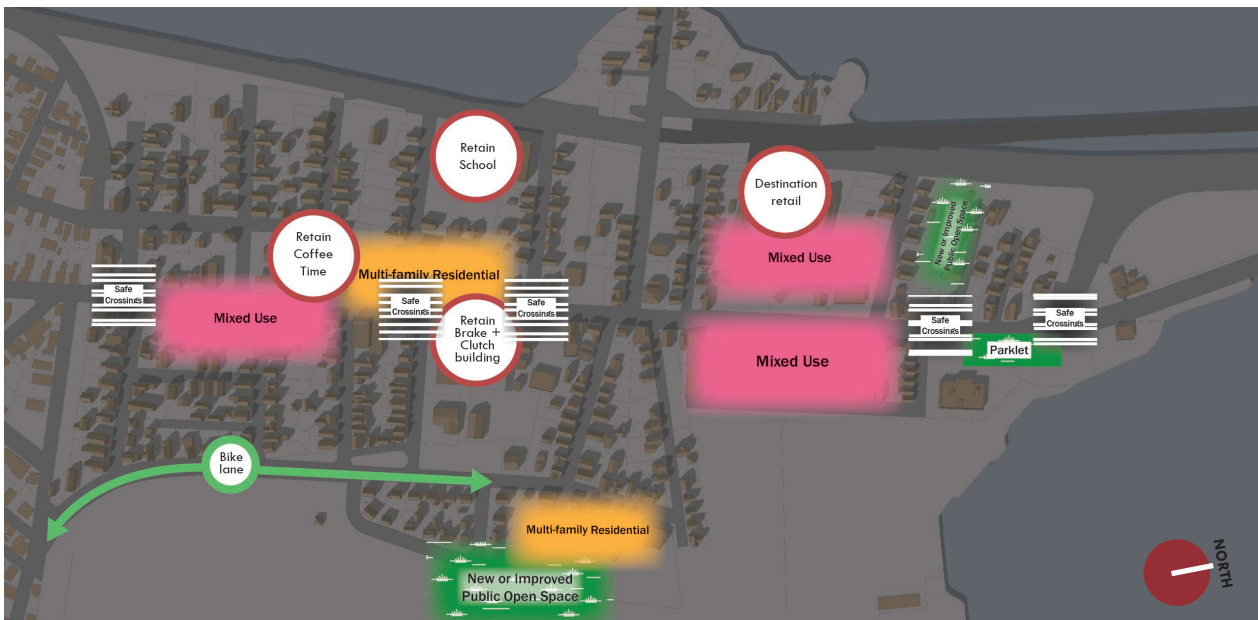 Retain
School
Destination
retail
New or Improved
Public Open Space
Retain
Coffee
Time
Multi-family Residential
Mixed Use
Safe
Crossings
Mixed Use
Safe
Crossings
Safe
Crossings
Retain
Brake +
Clutch
building
Mixed Use
Safe
Crossings
Safe
Crossings
Parklet
Bike
lane
Multi-family Residential
New or Improved
Public Open Space
NORTH